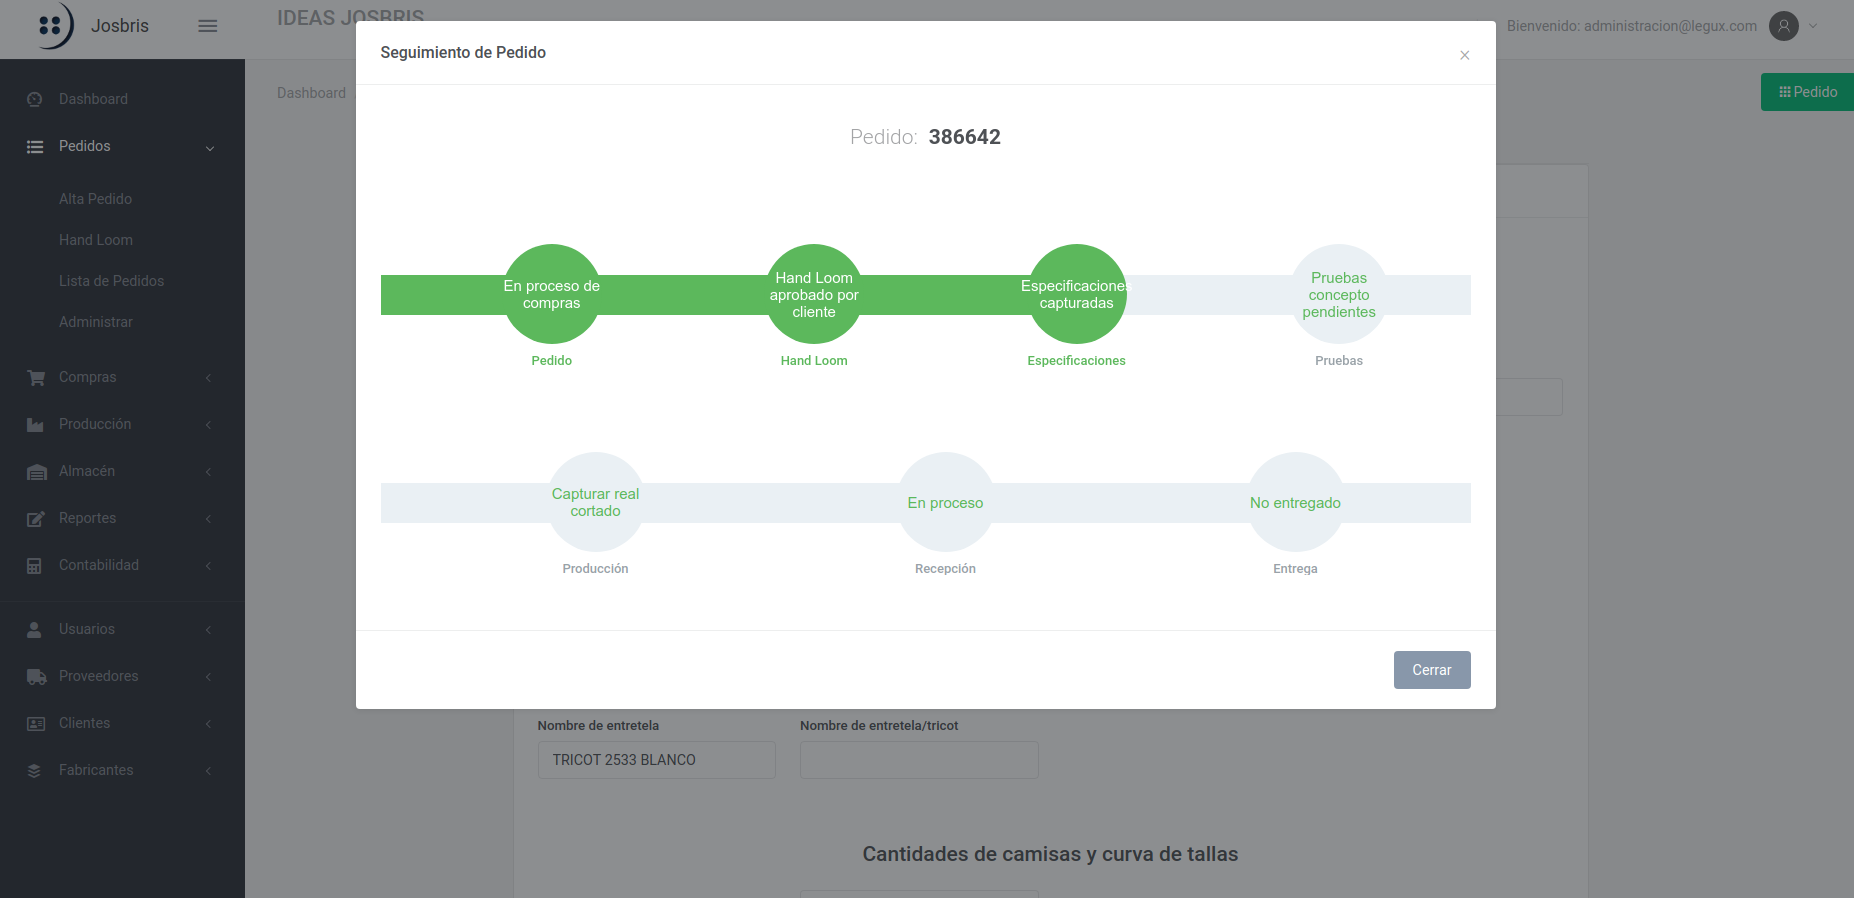 Josbris
IDEAS JOSBRIS
Bienvenido: administracion@legux.com
Seguimiento de Pedido
×
Dashboard
Pedido
Dashboard
Pedidos
Alta Pedido
Hand Loom
Lista de Pedidos
Administrar
Compras
Producción
Almacén
Reportes
Contabilidad
Usuarios
Proveedores
Clientes
Fabricantes
Pedido: 386642
En proceso de
compras
Pedido
Hand Loom
aprobado por
cliente
Hand Loom
Especificaciones
capturadas
Especificaciones
Pruebas
concepto
pendientes
Pruebas
Capturar real
cortado
Producción
En proceso
Recepción
No entregado
Entrega
Cerrar
Nombre de entretela
Nombre de entretela/tricot
TRICOT 2533 BLANCO
Cantidades de camisas y curva de tallas